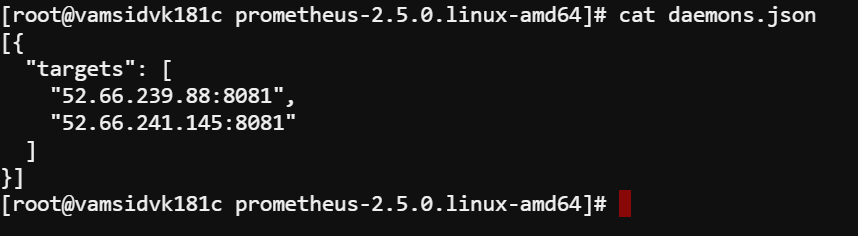 [root@vamsidvk181c prometheus-2.5.0.linux-amd64]# cat daemons.json
[{
  "targets": [
    "52.66.239.88:8081",
    "52.66.241.145:8081"
  ]
}]
[root@vamsidvk181c prometheus-2.5.0.linux-amd64]#